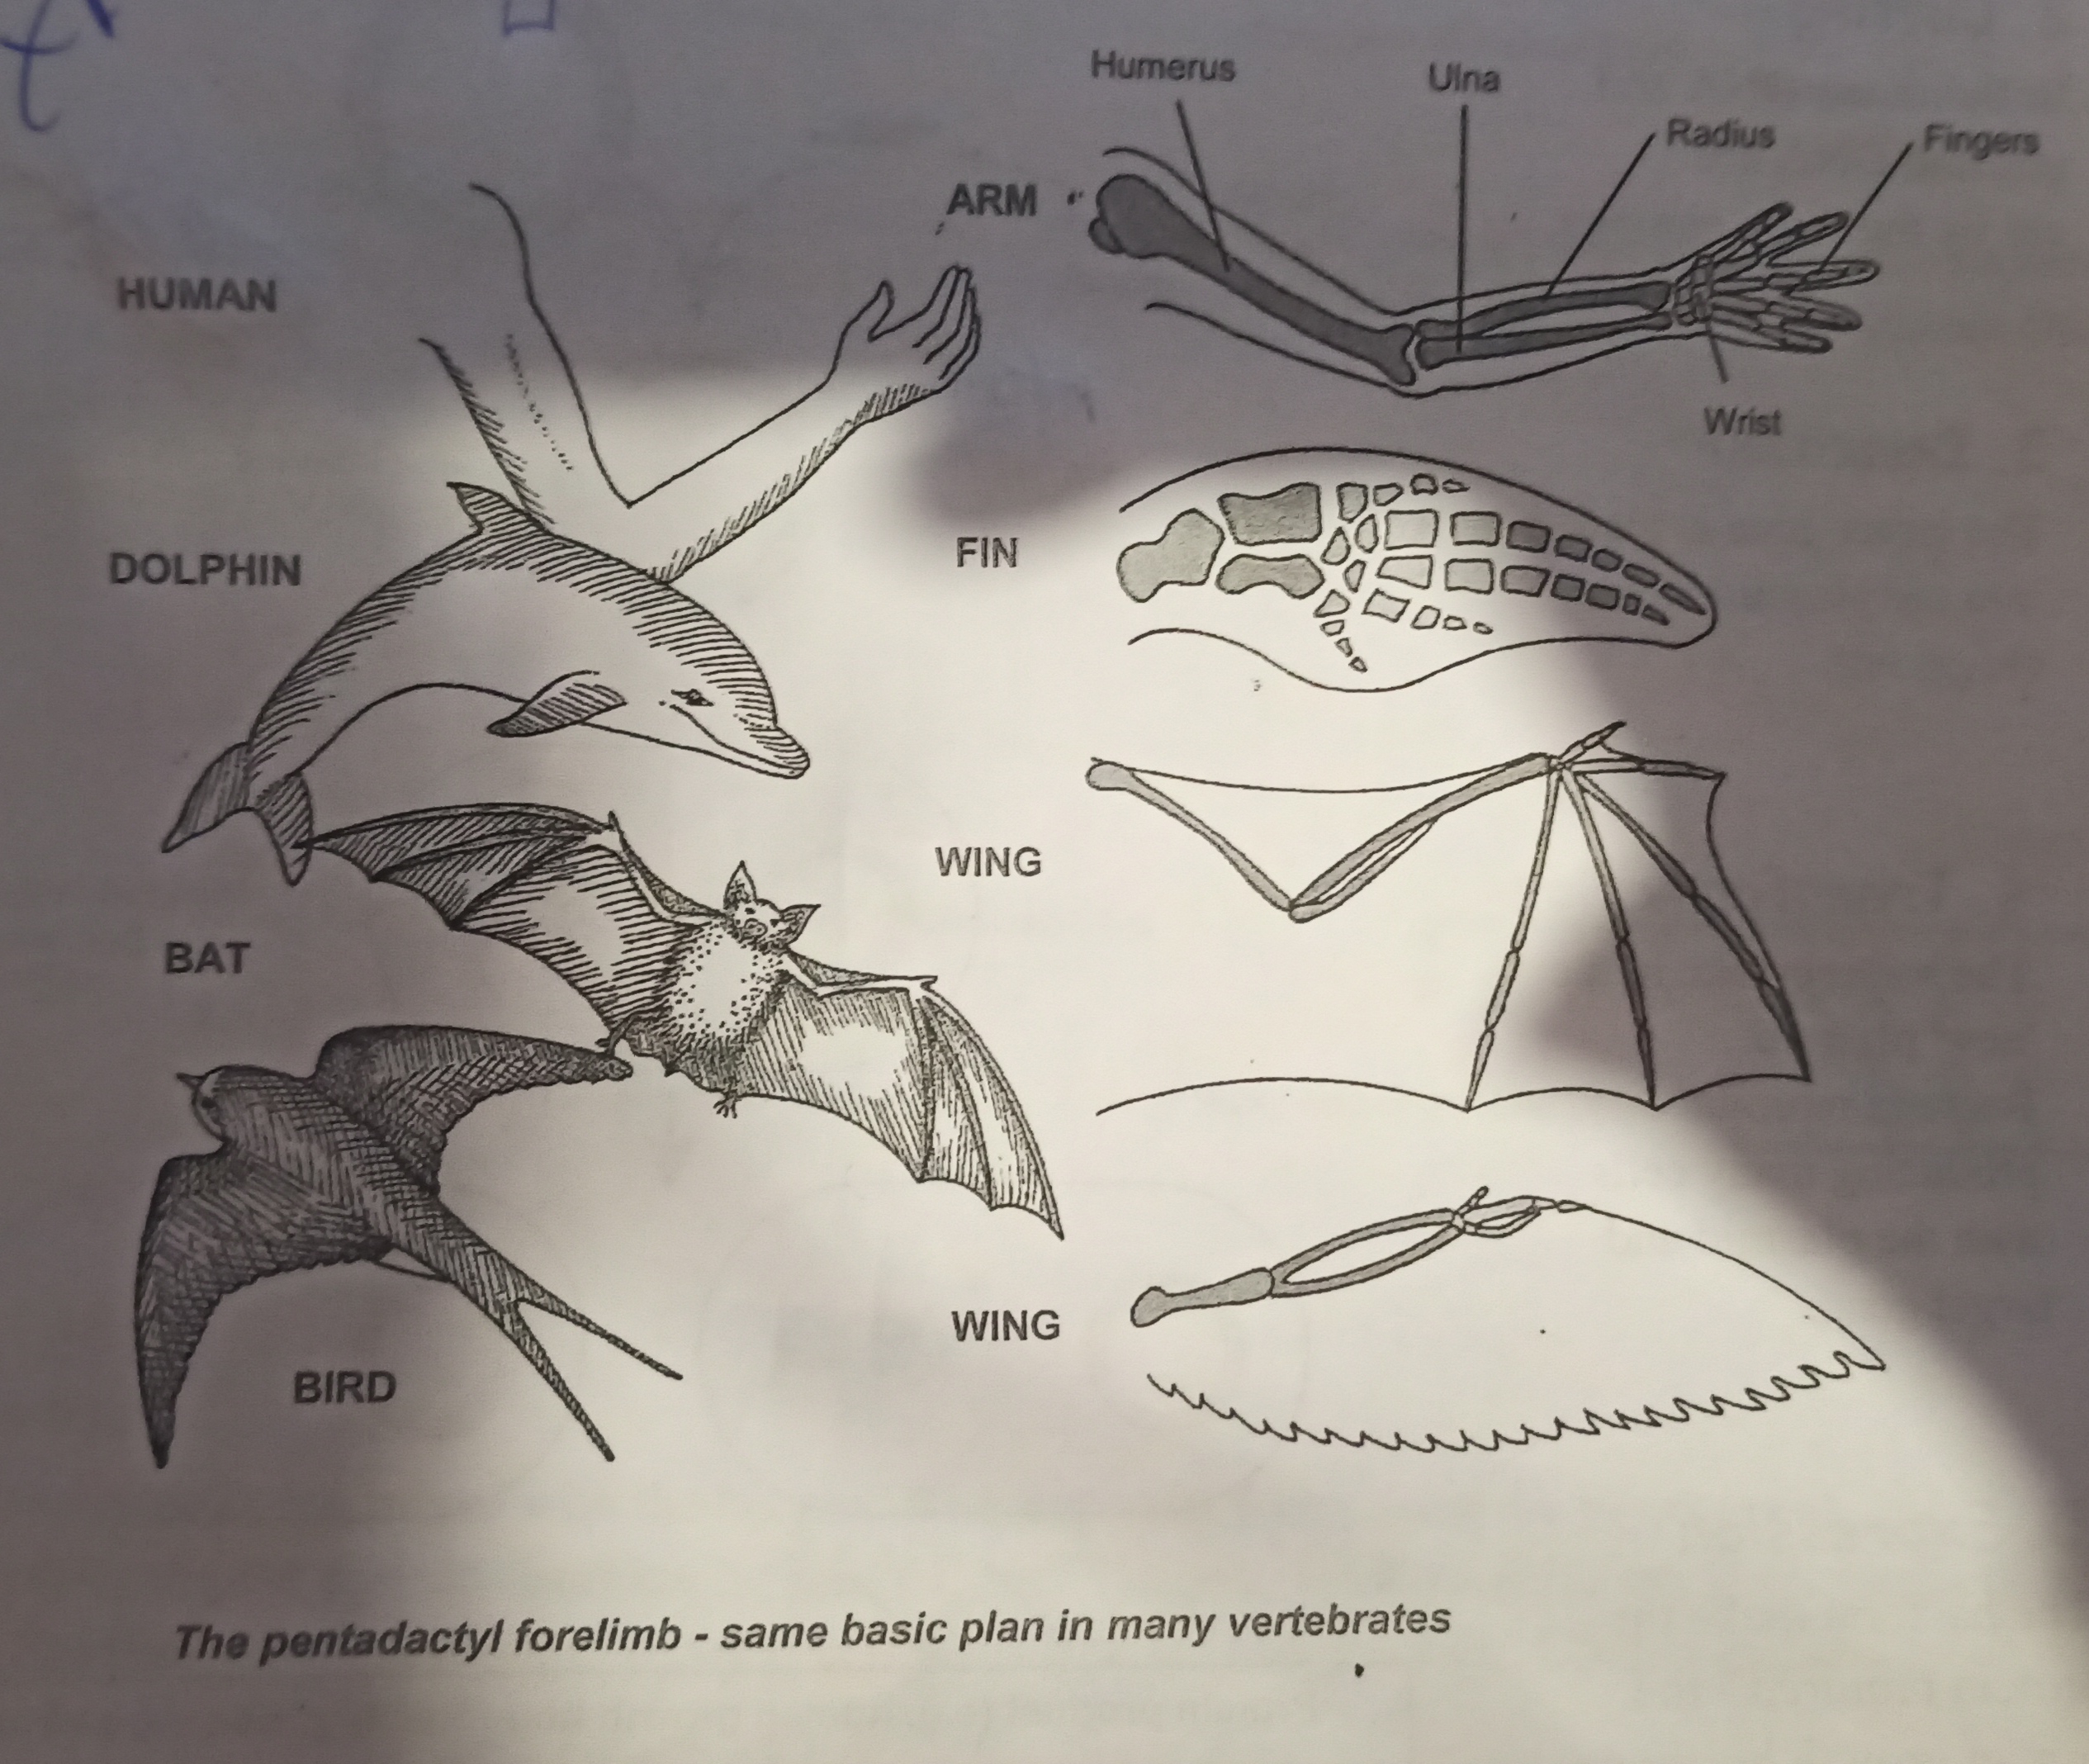 Humerus
Ulna
Radius
Fingers
ARM
HUMAN
Wrist
DOLPHIN
FIN
WING
BAT
WING
BIRD
The pentadactyl forelimb - same basic plan in many vertebrates